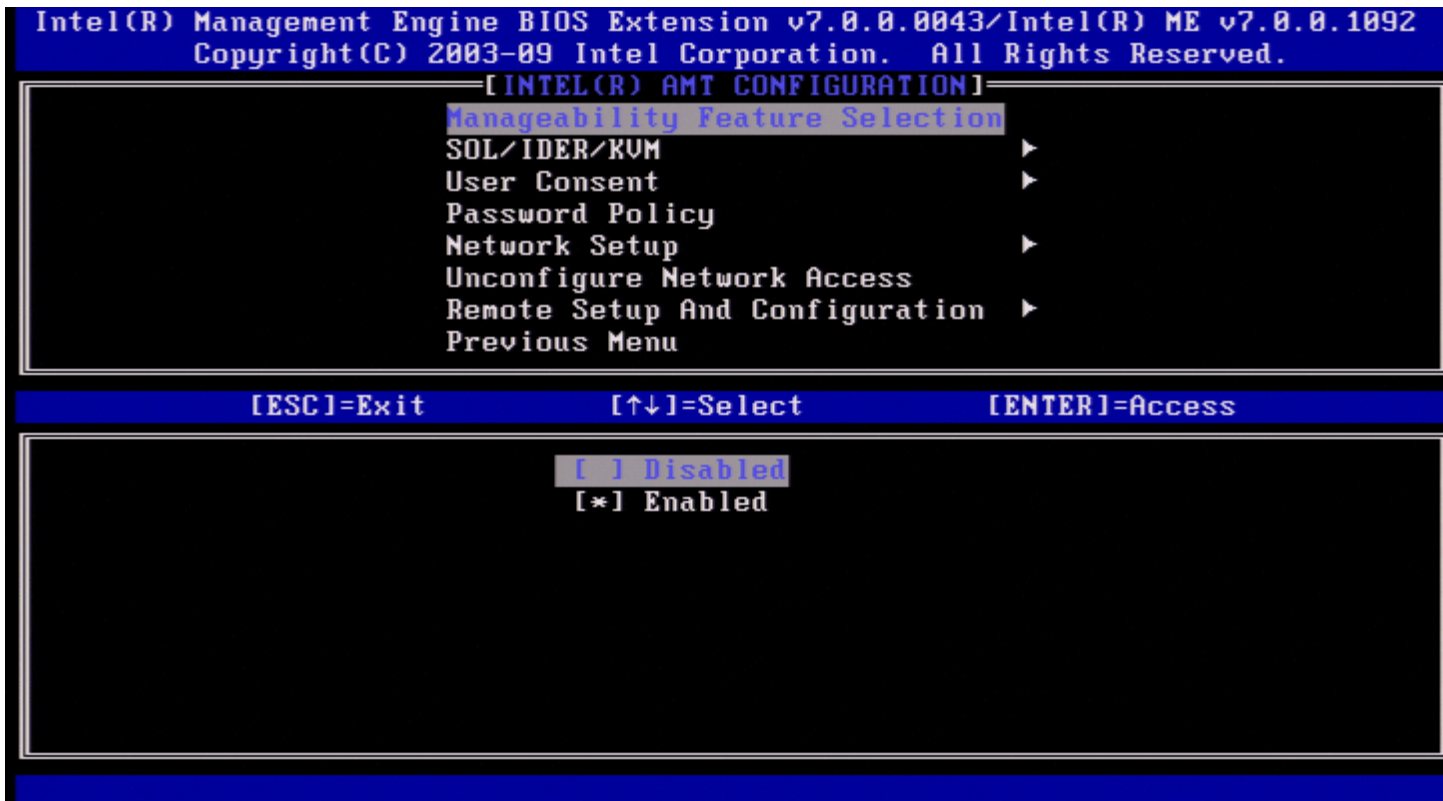 Intel(R) Management Engine BIOS Extension v7.0.0.0043/Intel(R) ME v7.0.0.1092
Copyright(C) 2003-09 Intel Corporation. All Rights Reserved.
[INTEL(R) AMT CONFIGURATION]
Manageability Feature Selection
SOL/IDER/KVM ►
User Consent ►
Password Policy
Network Setup ►
Unconfigure Network Access
Remote Setup And Configuration ►
Previous Menu
[ESC]=Exit [↑↓]=Select [ENTER]=Access
[ ] Disabled
[*] Enabled